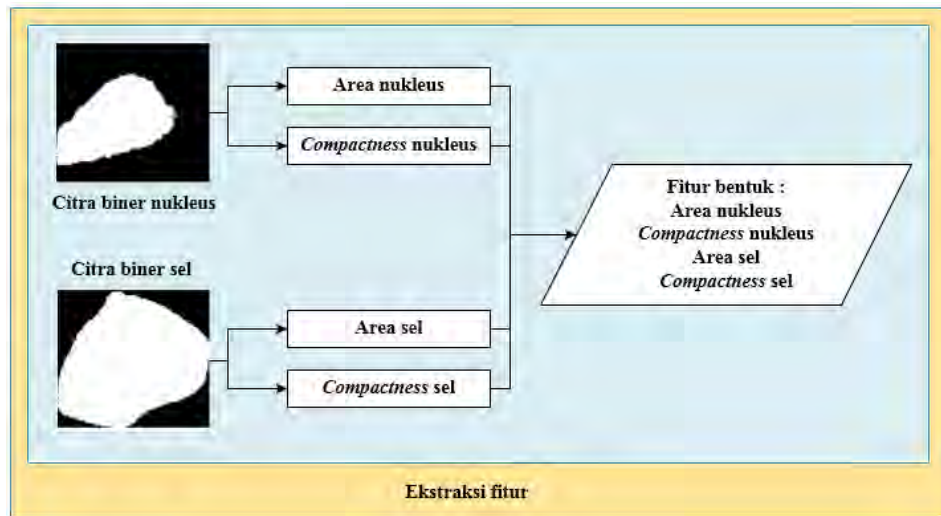 Area nukleus
Compactness nukleus
Citra biner nukleus
Citra biner sel
Area sel
Compactness sel
Fitur bentuk :
Area nukleus
Compactness nukleus
Area sel
Compactness sel
Ekstraksi fitur